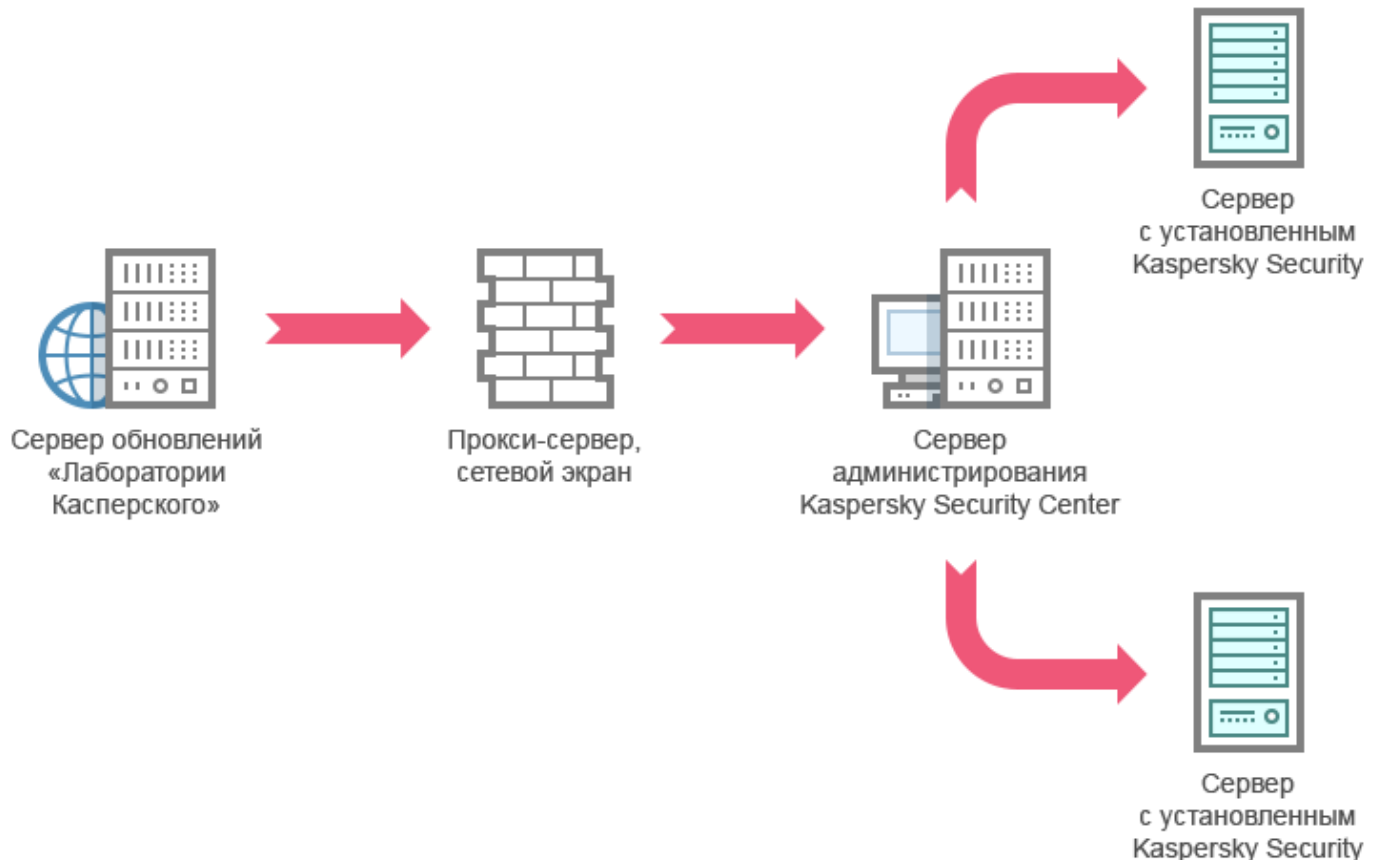 Сервер
с установленным
Kaspersky Security
Сервер обновлений
«Лаборатории
Касперского»
Прокси-сервер,
сетевой экран
Сервер
администрирования
Kaspersky Security Center
Сервер
с установленным
Kaspersky Security